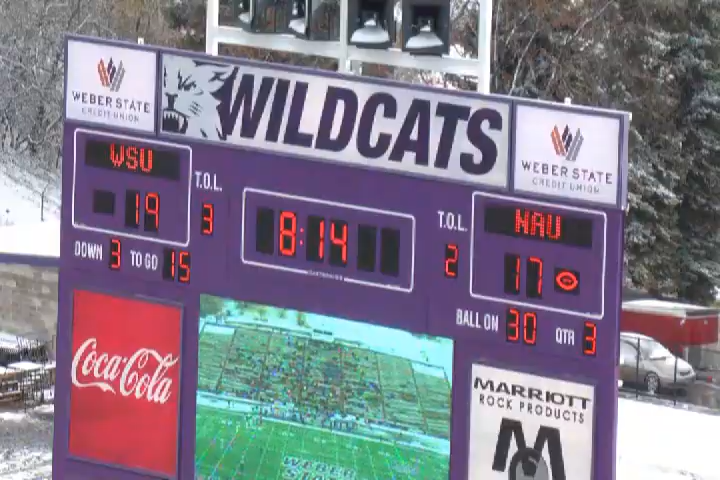 WEBER STATE
CREDIT UNION
WILDCATS
WEBER STATE
CREDIT UNION
WSU
T.O.L.
19
3
8:14
T.O.L.
2
NAU
17
DOWN 3 TO GO 15
BALL ON 30 QTR 3
Coca-Cola
WEBER
MARRIOTT
ROCK PRODUCTS
M